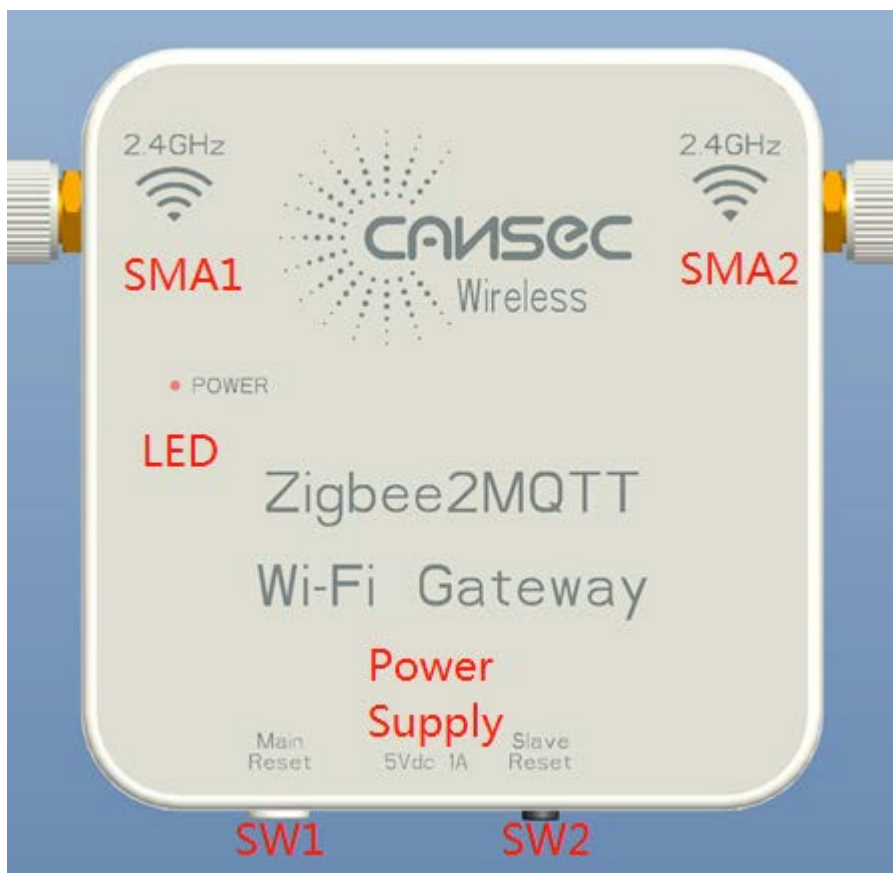 2.4GHz
2.4GHz
SMA1
CANSEC
SMA2
Wireless
POWER
LED
Zigbee2MQTT
Wi-Fi Gateway
Power
Supply
Main
Reset
5Vdc 1A
Slave
Reset
SW1
SW2